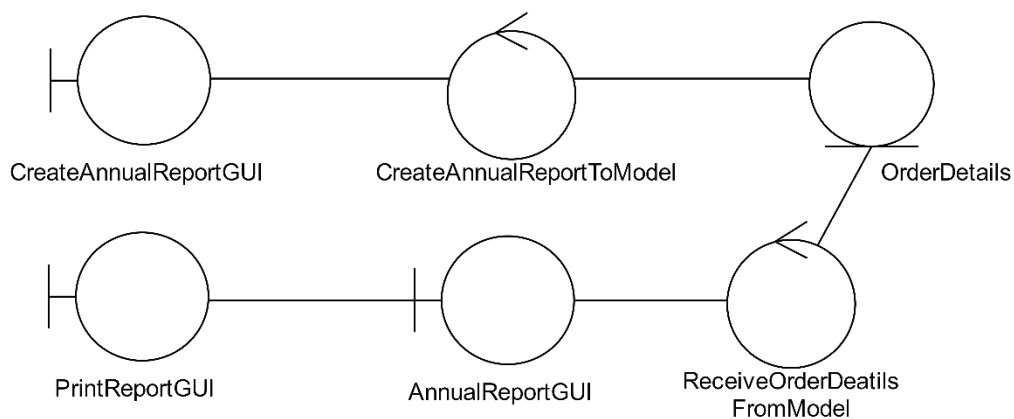 CreateAnnualReportGUI
CreateAnnualReportToModel
OrderDetails
PrintReportGUI
AnnualReportGUI
ReceiveOrderDeatils
FromModel